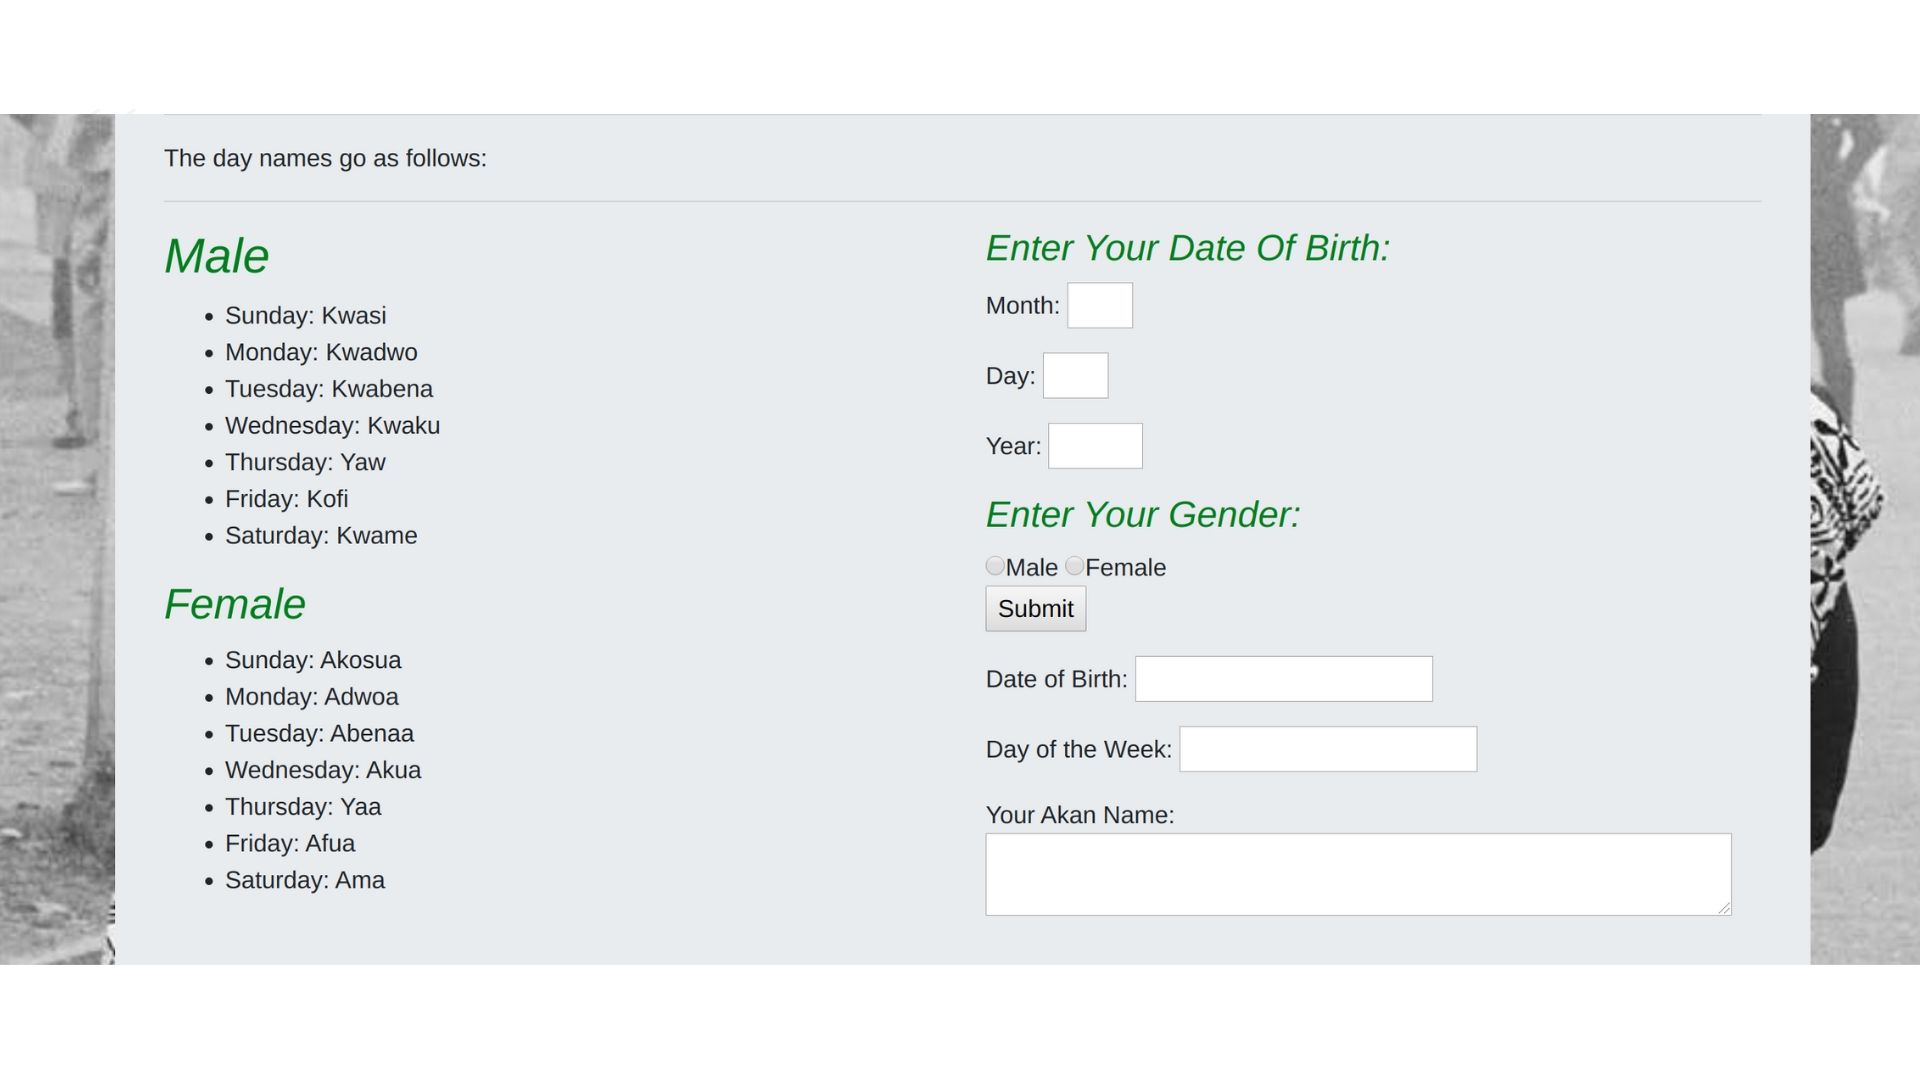 The day names go as follows:
Male
Sunday: Kwasi
Monday: Kwadwo
Tuesday: Kwabena
Wednesday: Kwaku
Thursday: Yaw
Friday: Kofi
Saturday: Kwame
Female
Sunday: Akosua
Monday: Adwoa
Tuesday: Abenaa
Wednesday: Akua
Thursday: Yaa
Friday: Afua
Saturday: Ama
Enter Your Date Of Birth:
Month:
Day:
Year:
Enter Your Gender:
Male Female
Submit
Date of Birth:
Day of the Week:
Your Akan Name: